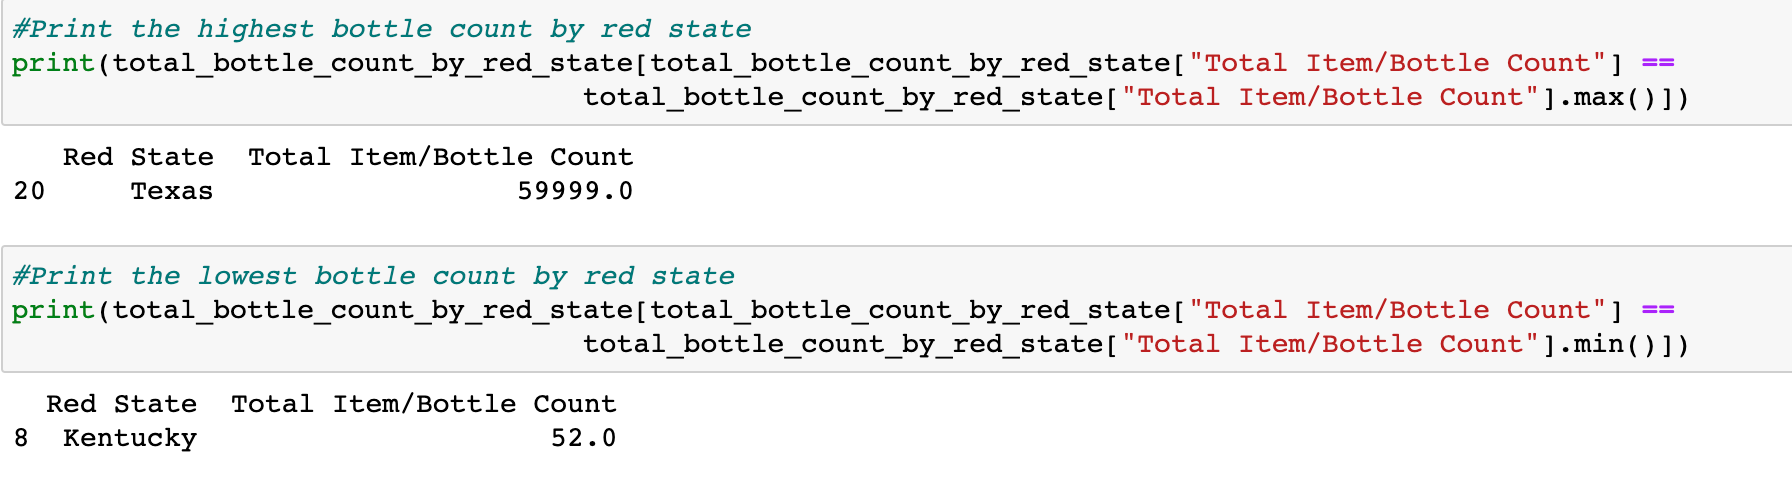 #Print the highest bottle count by red state
print(total_bottle_count_by_red_state[total_bottle_count_by_red_state["Total Item/Bottle Count"] ==
                                  total_bottle_count_by_red_state["Total Item/Bottle Count"].max()])
   Red State  Total Item/Bottle Count
20     Texas                  59999.0
#Print the lowest bottle count by red state
print(total_bottle_count_by_red_state[total_bottle_count_by_red_state["Total Item/Bottle Count"] ==
                                  total_bottle_count_by_red_state["Total Item/Bottle Count"].min()])
  Red State  Total Item/Bottle Count
8  Kentucky                     52.0